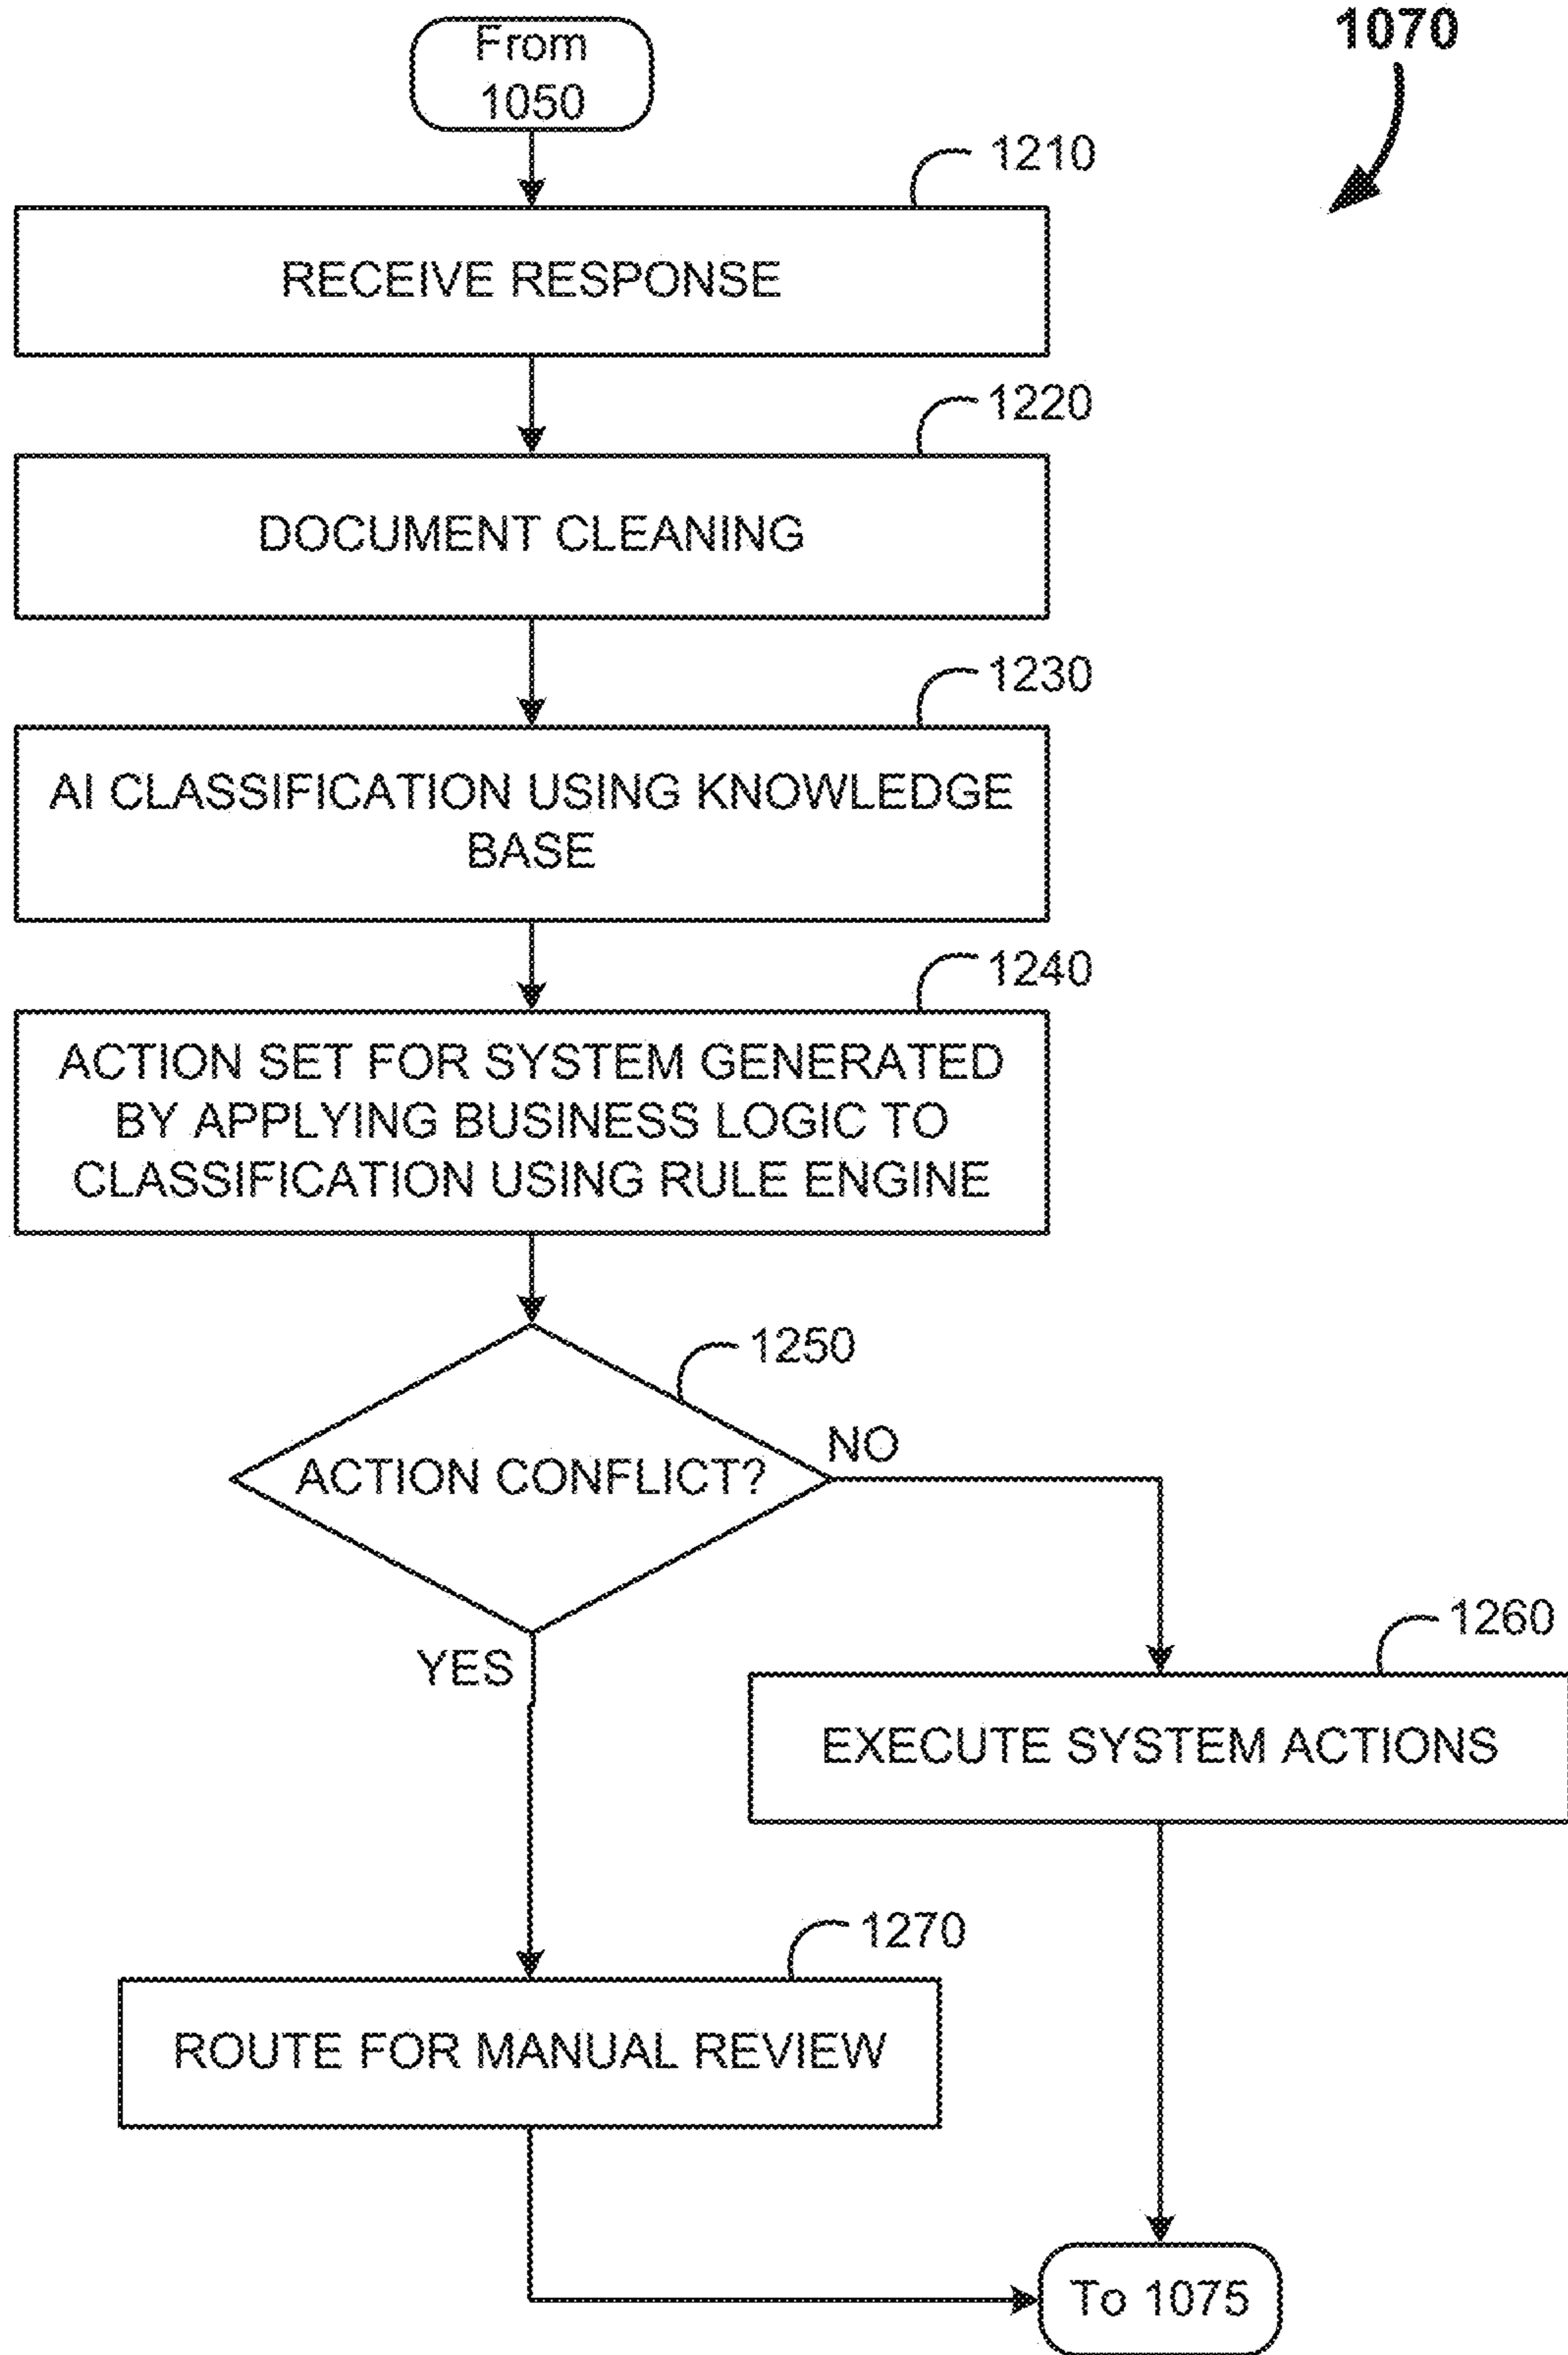 From
1050
1070
1210
RECEIVE RESPONSE
1220
DOCUMENT CLEANING
1230
AI CLASSIFICATION USING KNOWLEDGE
BASE
1240
ACTION SET FOR SYSTEM GENERATED
BY APPLYING BUSINESS LOGIC TO
CLASSIFICATION USING RULE ENGINE
1250
ACTION CONFLICT?
NO
YES
1260
EXECUTE SYSTEM ACTIONS
1270
ROUTE FOR MANUAL REVIEW
To 1075